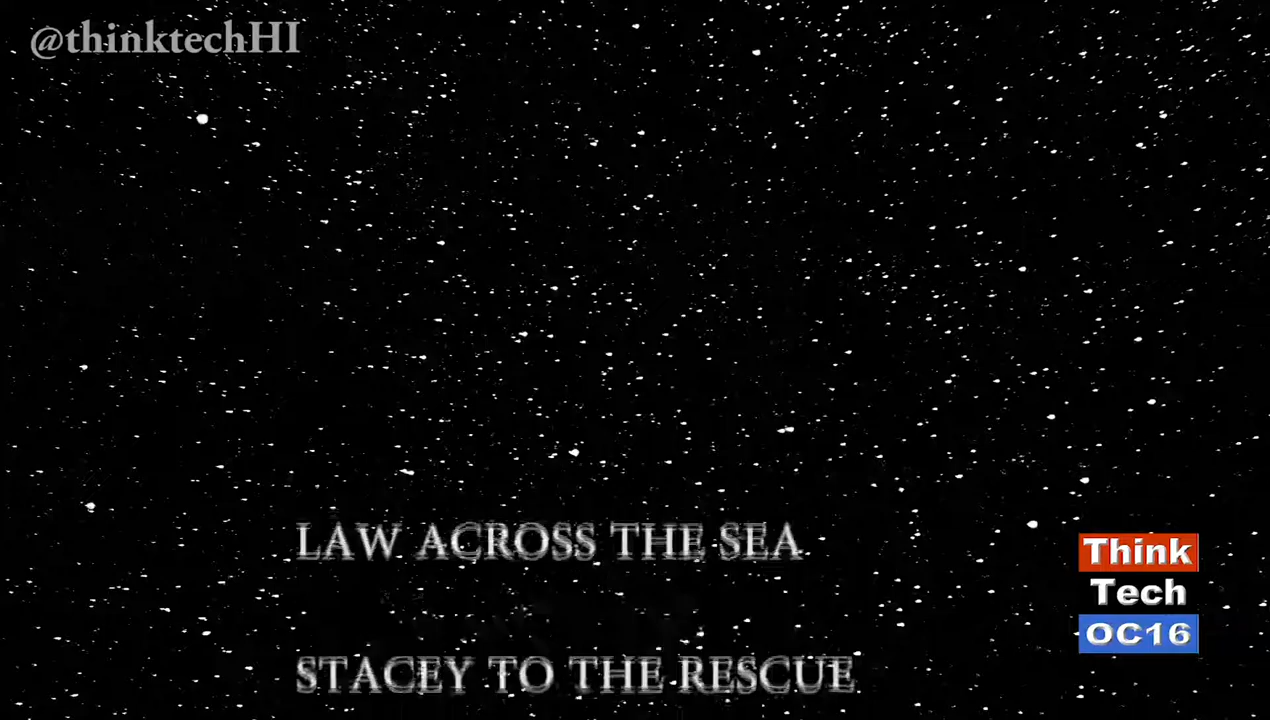 @thinktechHI
LAW ACROSS THE SEA
Think
Tech
OC16
STACEY TO THE RESCUE